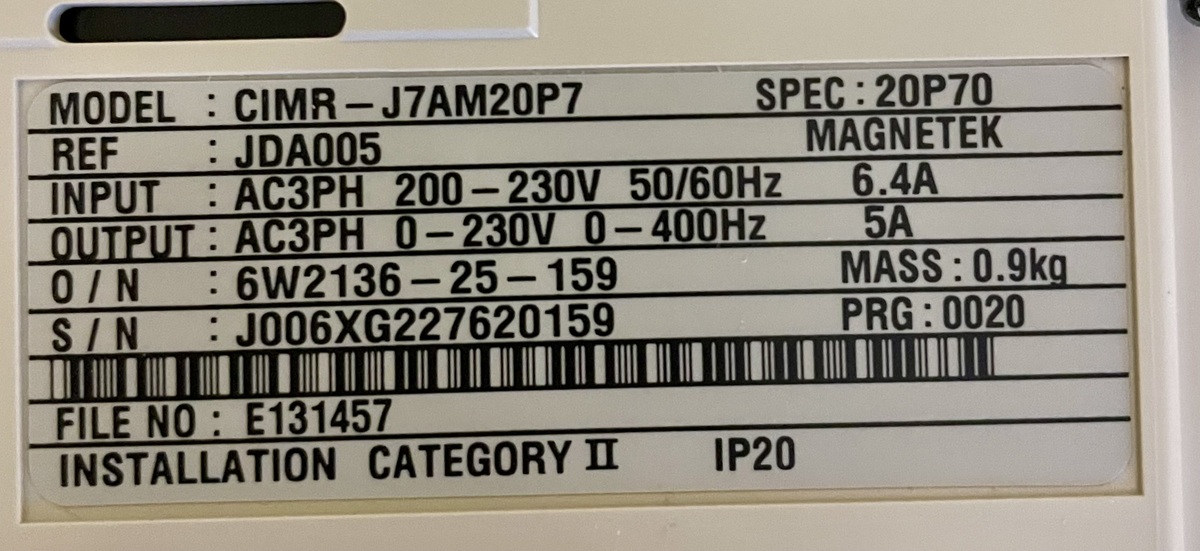 MODEL : CIMR–J7AM20P7 SPEC : 20P70
REF : JDA005 MAGNETEK
INPUT : AC3PH 200–230V 50/60Hz 6.4A
OUTPUT : AC3PH 0–230V 0–400Hz 5A
O/N : 6W2136–25–159 MASS : 0.9kg
S/N : J006XG227620159 PRG : 0020
FILE NO : E131457
INSTALLATION CATEGORY II IP20